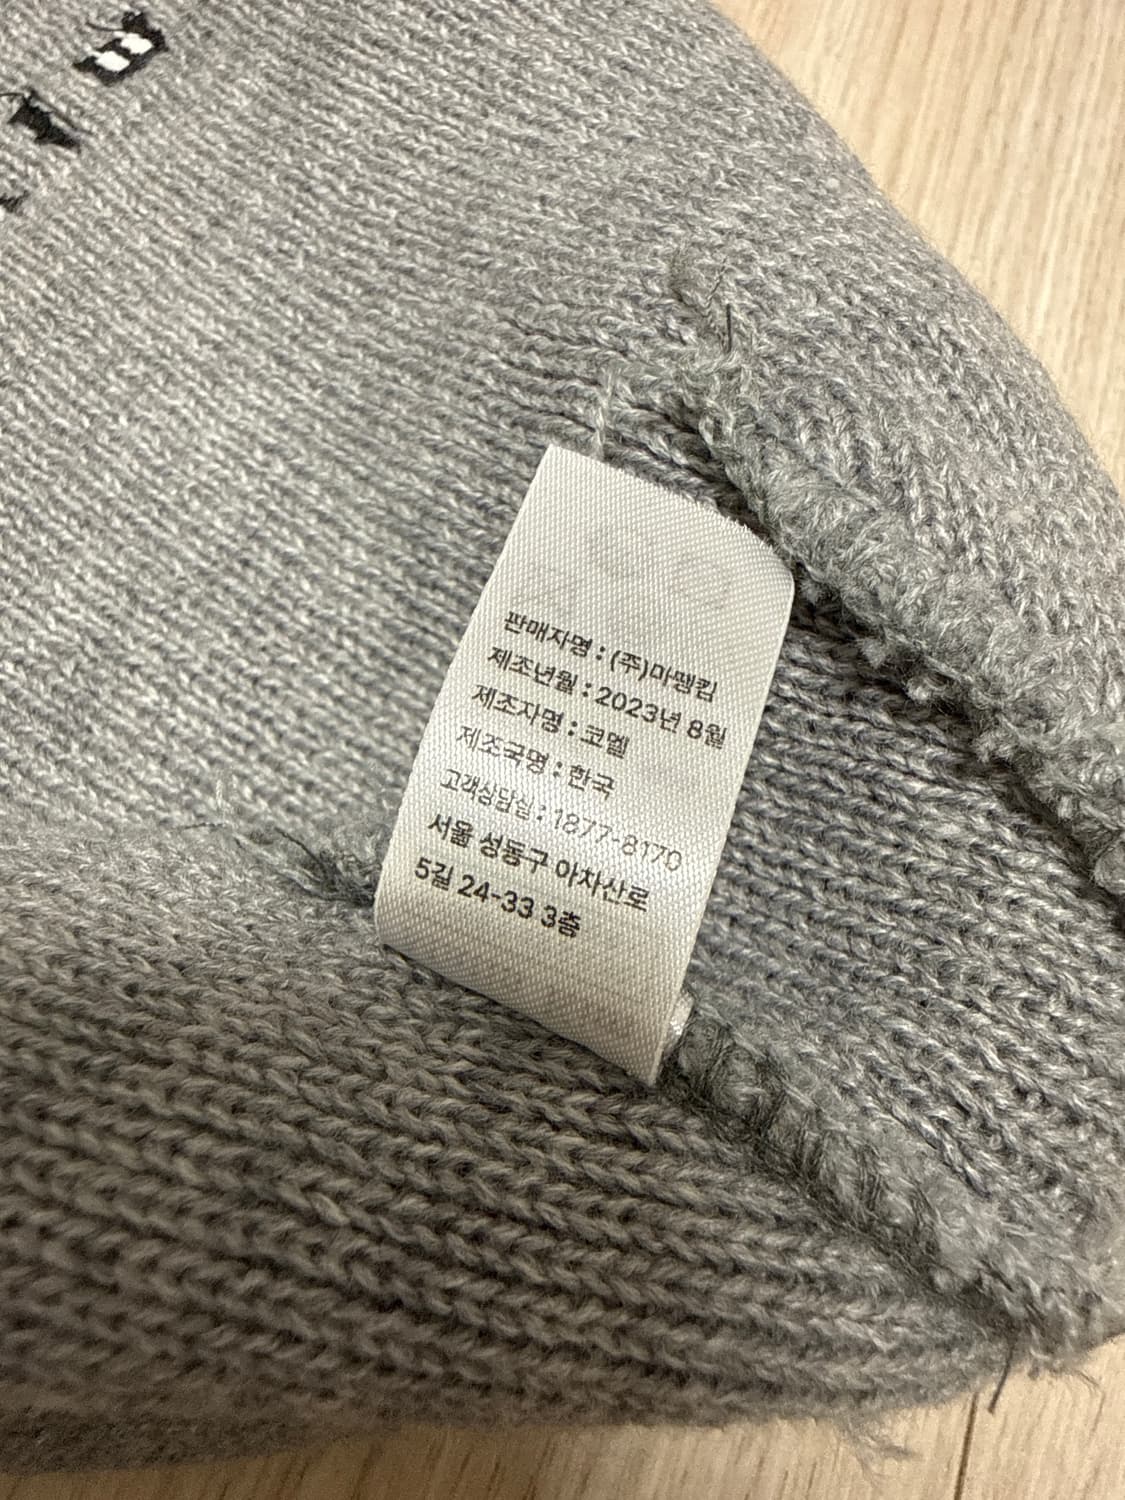 판매자명 : (주)마땡킴
제조년월 : 2023년 8월
제조자명 : 코멜
제조국명 : 한국
고객상담실 : 1877-8170
서울 성동구 아차산로
5길 24-33 3층